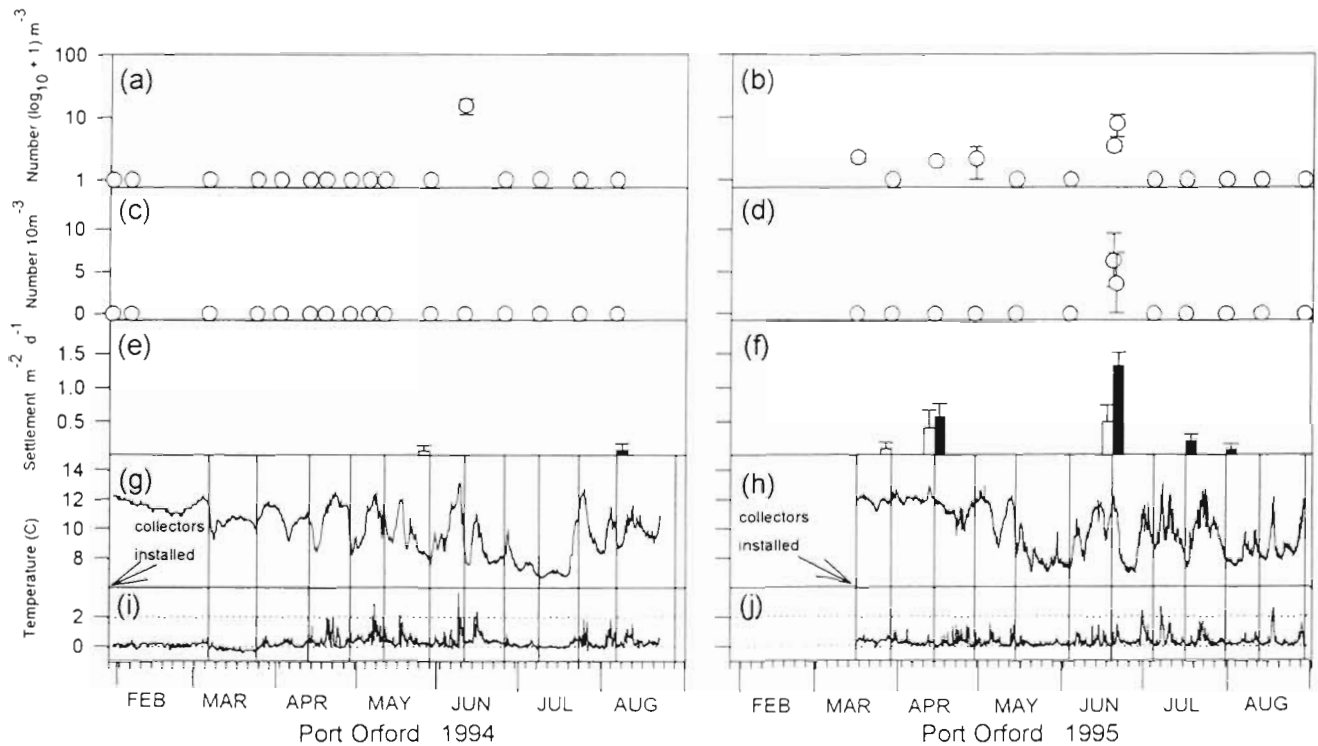 Number (log10 + 1) m-3
100
10
1
(a)
(b)
Number 10m-3
10
5
0
(c)
(d)
Settlement m-2 d-1
1.5
1.0
0.5
(e)
(f)
Temperature (C)
14
12
10
8
(g)
collectors
installed
(h)
collectors
installed
2
0
(i)
(j)
FEB MAR APR MAY JUN JUL AUG
Port Orford 1994
FEB MAR APR MAY JUN JUL AUG
Port Orford 1995